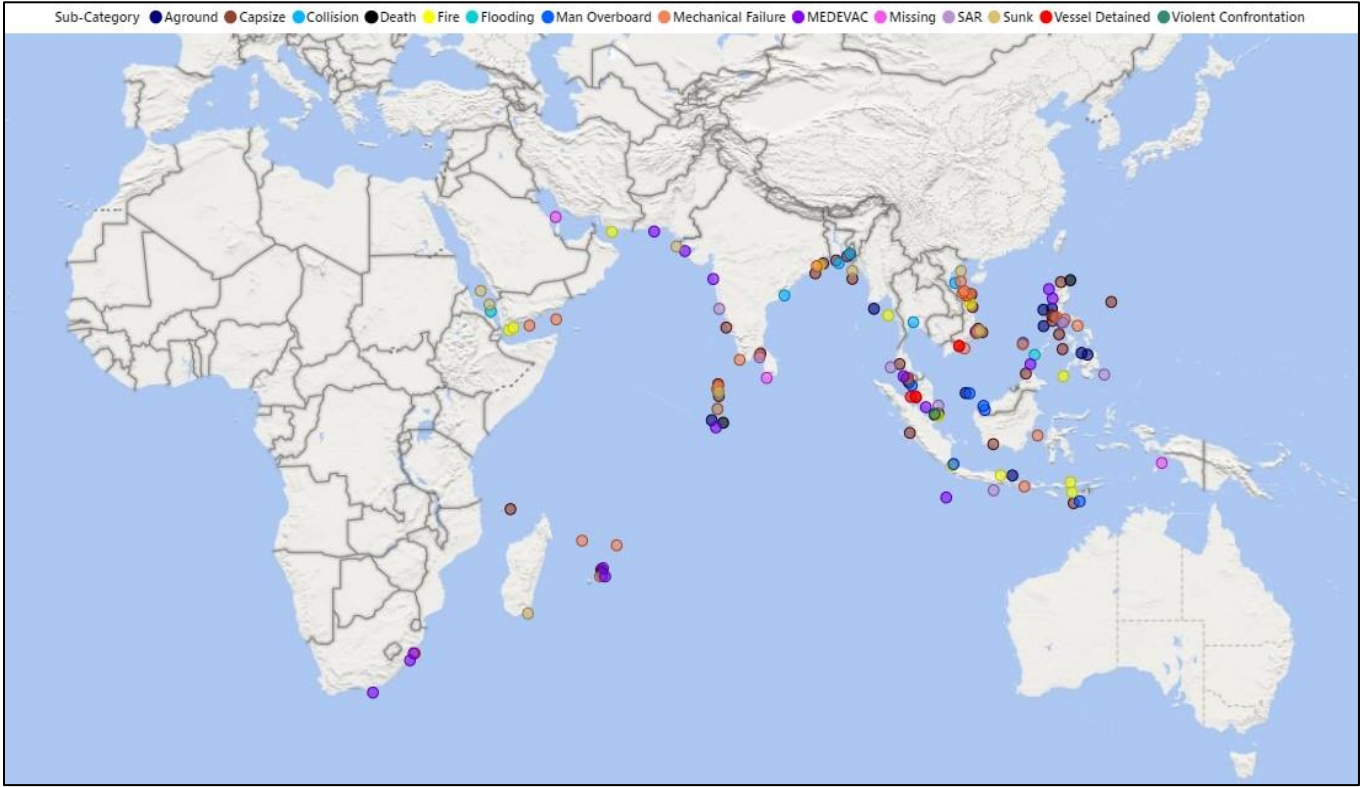 Sub-Category Aground Capsize Collision Death Fire Flooding Man Overboard Mechanical Failure MEDEVAC Missing SAR Sunk Vessel Detained Violent Confrontation